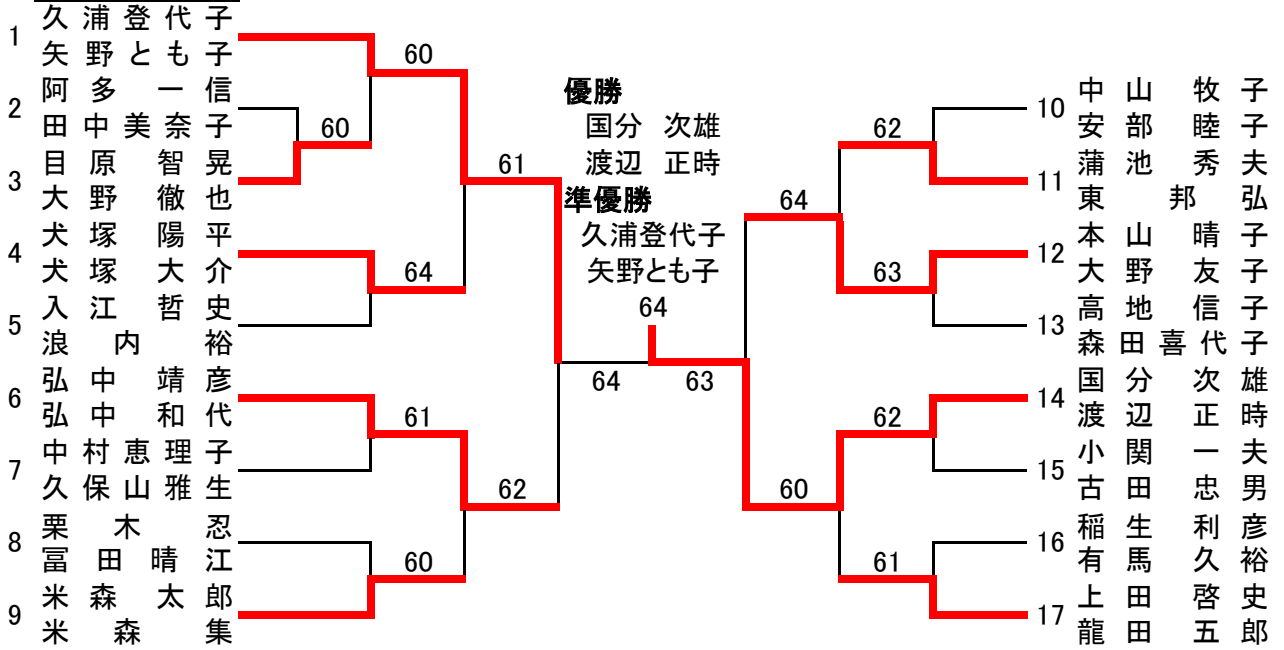 1
久浦登代子
矢野とも子
2
阿多一信
田中美奈子
3
目原智晃
大野徹也
4
犬塚陽平
犬塚大介
5
入江哲史
浪内裕
6
弘中靖彦
弘中和代
7
中村恵理子
久保山雅生
8
栗木忍
冨田晴江
9
米森太郎
米森集
60
60
64
61
60
61
62
64
優勝
国分 次雄
渡辺 正時
準優勝
久浦登代子
矢野とも子
64
63
64
60
62
63
62
61
10
中山牧子
安部睦子
11
蒲池秀夫
東邦弘
12
本山晴子
大野友子
13
高地信子
森田喜代子
14
国分次雄
渡辺正時
15
小関一夫
古田忠男
16
稲生利彦
有馬久裕
17
上田啓史
龍田五郎